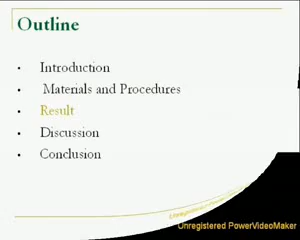 Outline
• Introduction
• Materials and Procedures
• Result
• Discussion
• Conclusion
Unregistered PowerVideoMaker